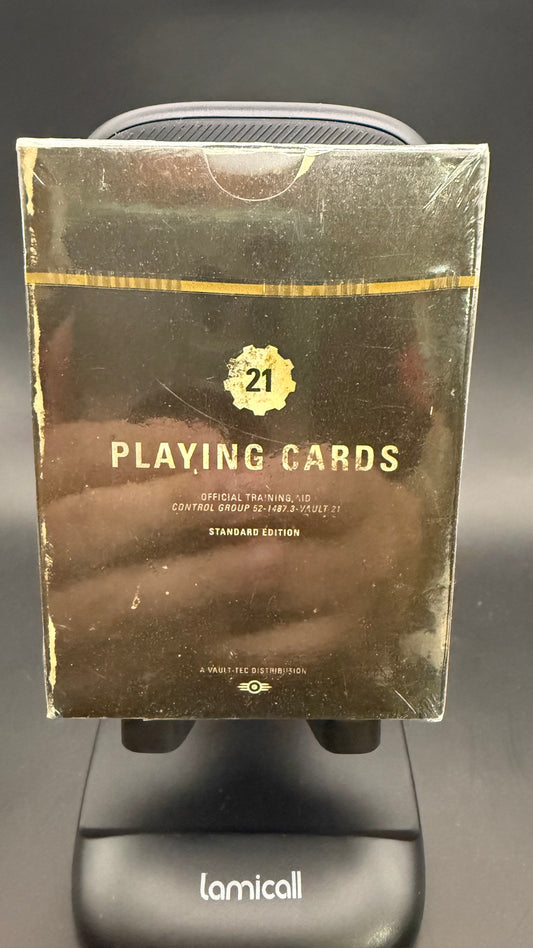 21
PLAYING CARDS
OFFICIAL TRAINING AID
CONTROL GROUP 52-1487.3-VAULT 21
STANDARD EDITION
A VAULT-TEC DISTRIBUTION
lamicall